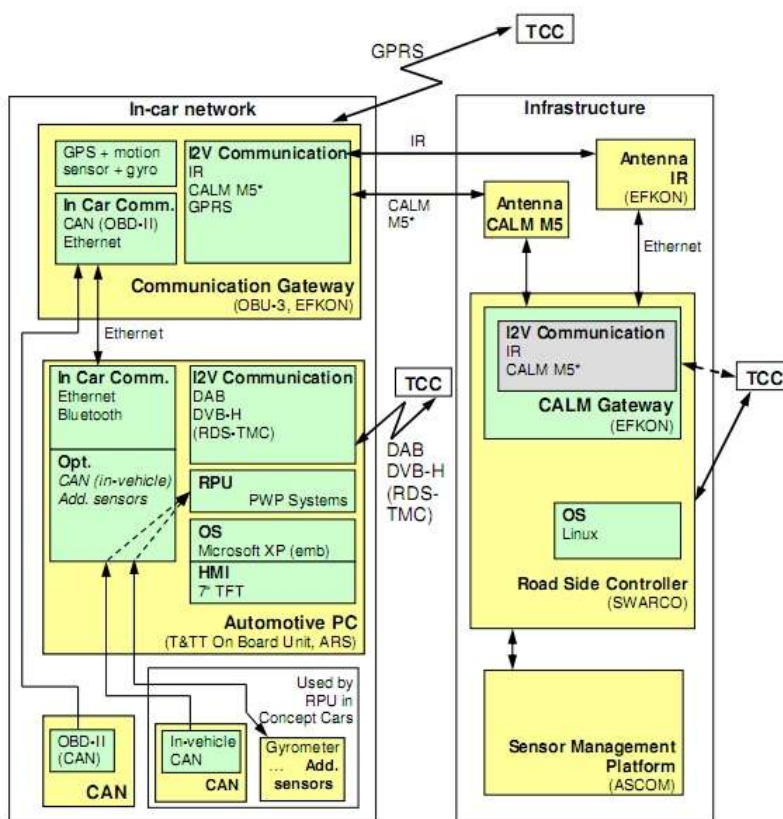 TCC
GPRS
In-car network
GPS + motion
sensor + gyro
I2V Communication
IR
CALM M5*
GPRS
In Car Comm.
CAN (OBD-II)
Ethernet
Communication Gateway
(OBU-3, EFKON)
IR
CALM
M5*
Infrastructure
Antenna
IR
(EFKON)
Antenna
CALM M5
Ethernet
Ethernet
In Car Comm.
Ethernet
Bluetooth
Opt.
CAN (in-vehicle)
Add. sensors
I2V Communication
DAB
DVB-H
(RDS-TMC)
RPU
PWP Systems
OS
Microsoft XP (emb)
HMI
7" TFT
Automotive PC
(T&TT On Board Unit, ARS)
TCC
DAB
DVB-H
(RDS-
TMC)
I2V Communication
IR
CALM M5*
CALM Gateway
(EFKON)
TCC
OS
Linux
Road Side Controller
(SWARCO)
Used by
RPU in
Concept Cars
OBD-II
(CAN)
CAN
In-vehicle
CAN
CAN
Gyrometer
... Add.
sensors
Sensor Management
Platform
(ASCOM)